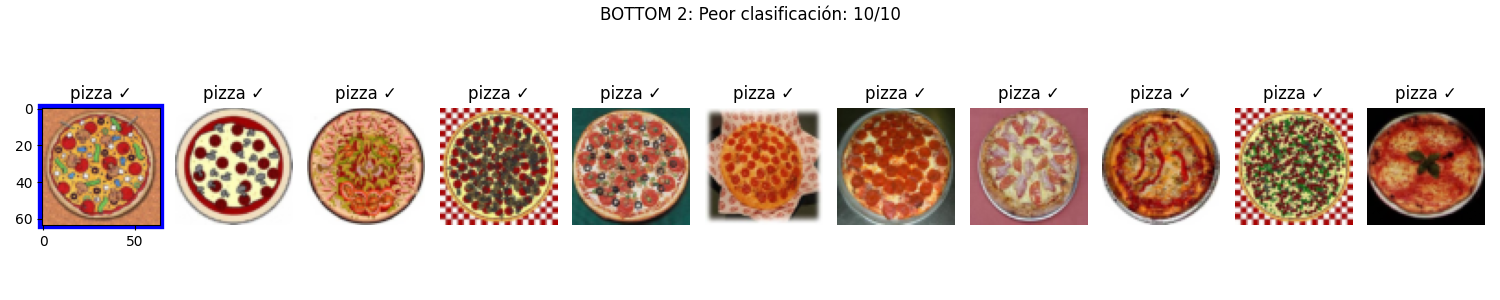 BOTTOM 2: Peor clasificación: 10/10
pizza ✓ pizza ✓ pizza ✓ pizza ✓ pizza ✓ pizza ✓ pizza ✓ pizza ✓ pizza ✓ pizza ✓ pizza ✓
0
20
40
60
0 50